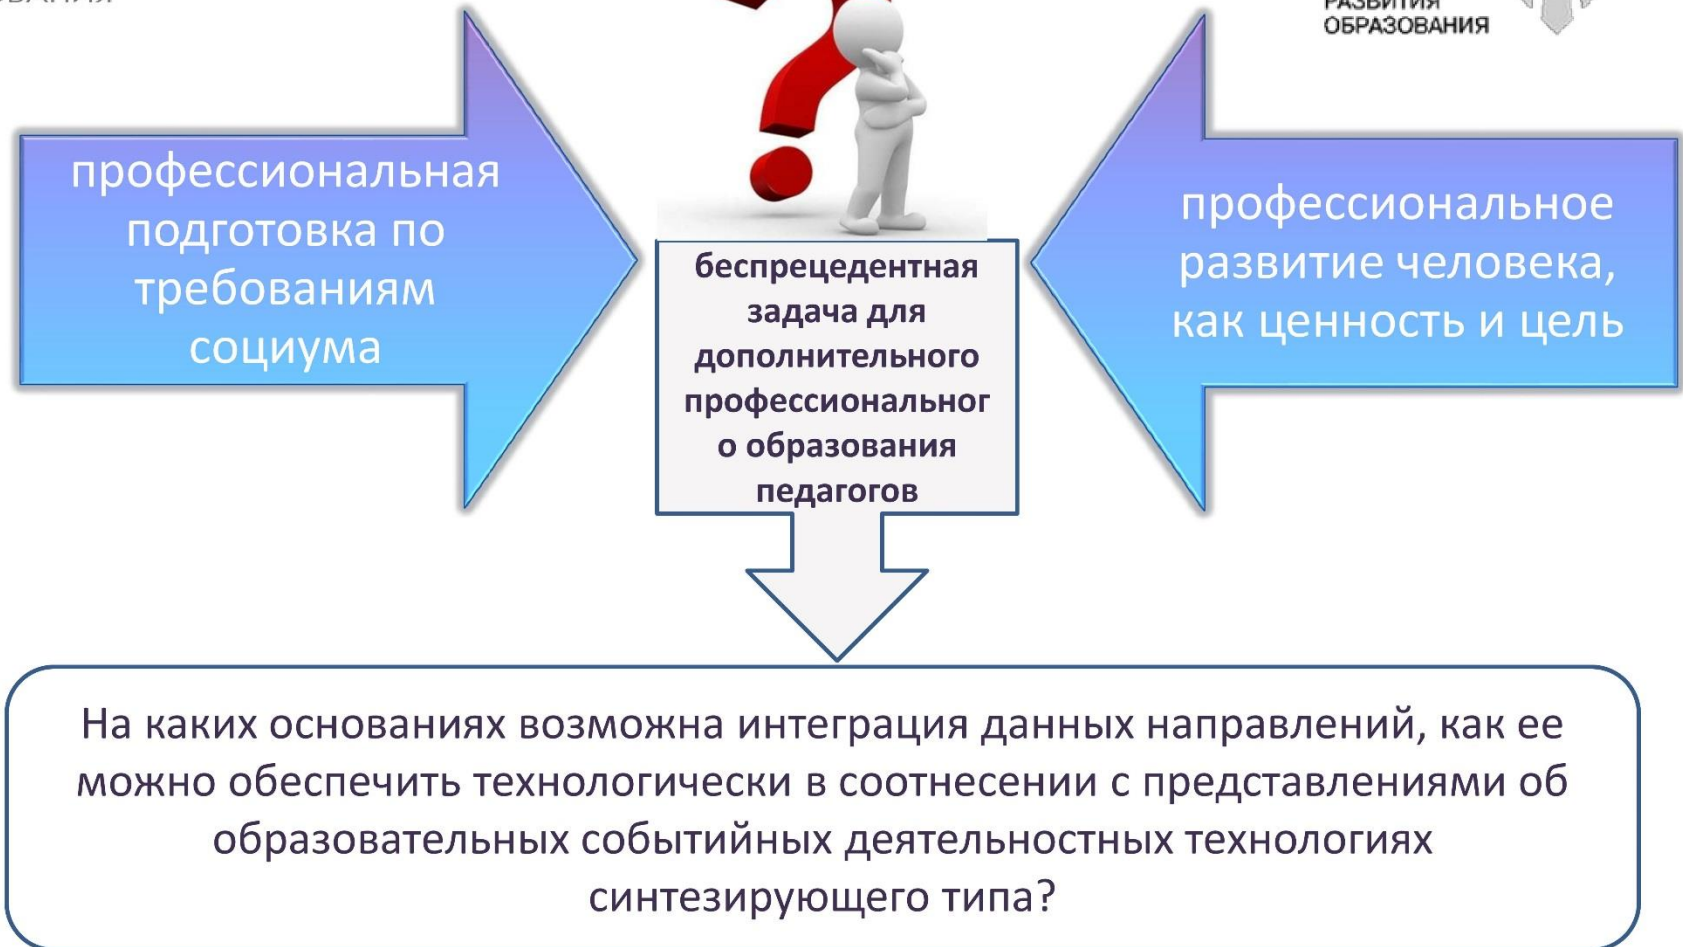 ОВАНИЯ
РАЗВИТИЯ
ОБРАЗОВАНИЯ
профессиональная
подготовка по
требованиям
социума
беспрецедентная
задача для
дополнительного
профессиональног
о образования
педагогов
профессиональное
развитие человека,
как ценность и цель
На каких основаниях возможна интеграция данных направлений, как ее
можно обеспечить технологически в соотнесении с представлениями об
образовательных событийных деятельностных технологиях
синтезирующего типа?